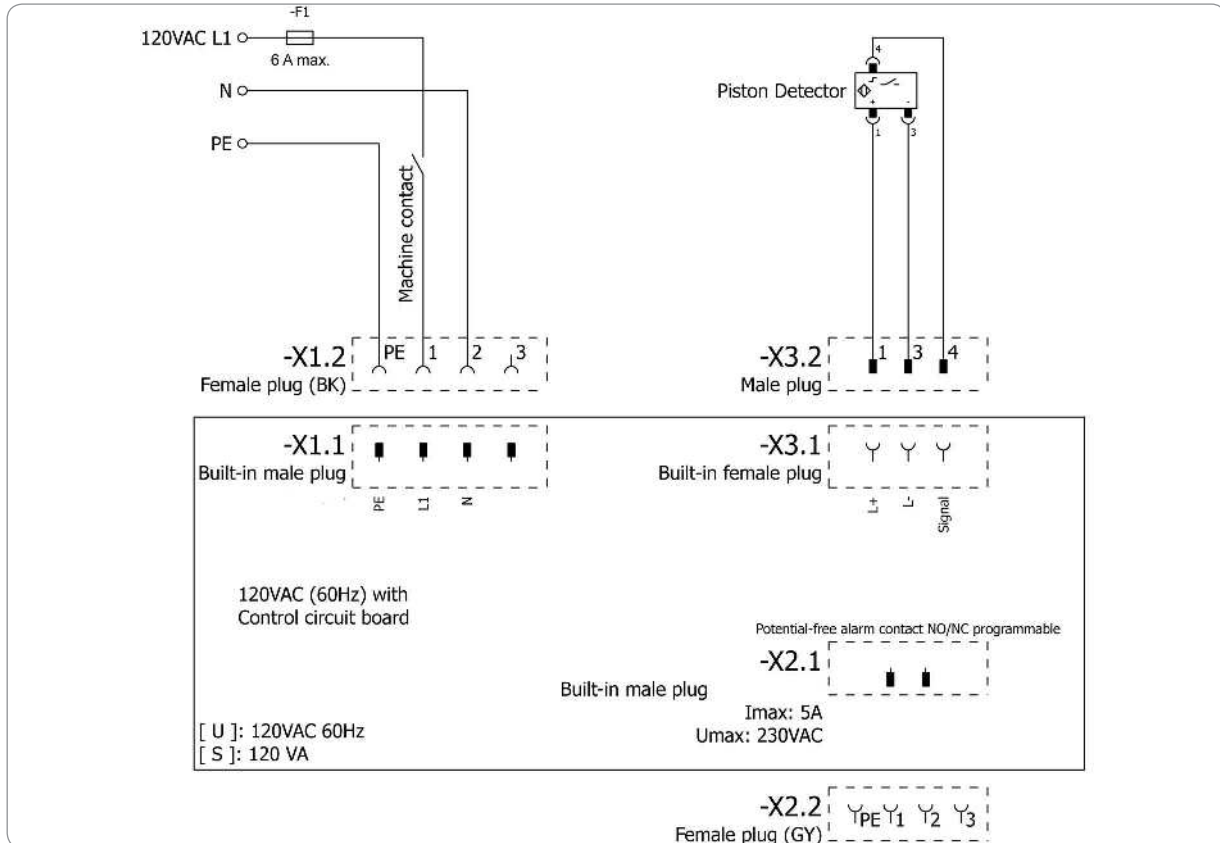 -F1
120VAC L1
6 A max.
N
PE
Machine contact
-X1.2
PE 1 2 3
Female plug (BK)
4
Piston Detector
+ -
1 3
-X3.2
1 3 4
Male plug
-X1.1
Built-in male plug
PE L1 N
-X3.1
Built-in female plug
L+ L- Signal
120VAC (60Hz) with
Control circuit board
Potential-free alarm contact NO/NC programmable
-X2.1
Built-in male plug
Imax: 5A
Umax: 230VAC
[ U ]: 120VAC 60Hz
[ S ]: 120 VA
-X2.2
PE 1 2 3
Female plug (GY)